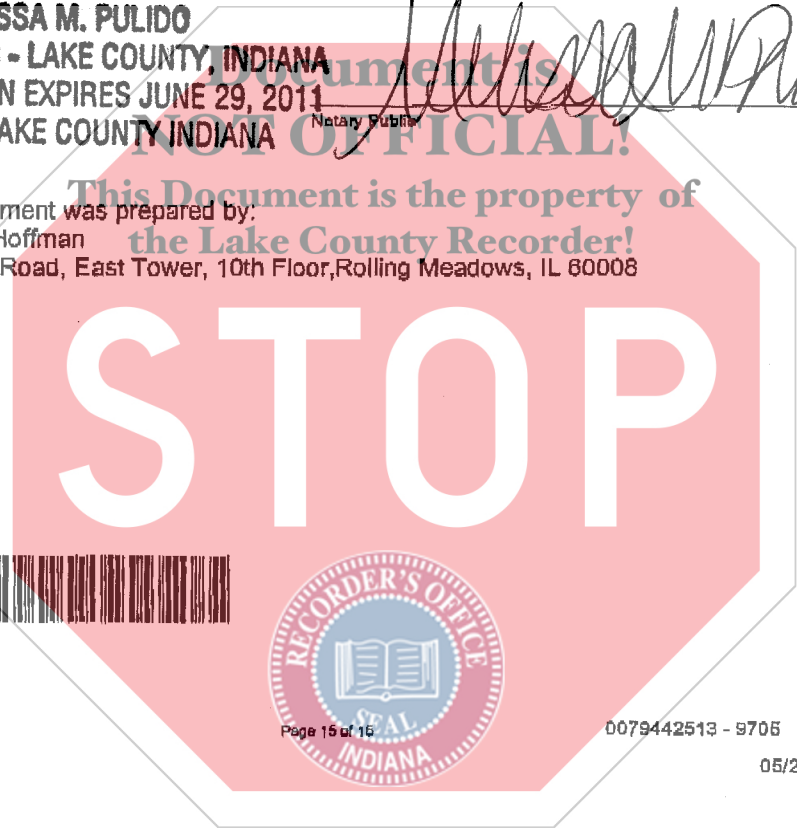 SSA M. PULIDO
- LAKE COUNTY, INDIANA
N EXPIRES JUNE 29, 2011
AKE COUNTY INDIANA
Notary Public
Document is
NOT OFFICIAL!
This Document is the property of
the Lake County Recorder!
ment was prepared by:
Hoffman
Road, East Tower, 10th Floor,Rolling Meadows, IL 60008
STOP
RECORDER'S OFFICE
SEAL
INDIANA
Page 15 of 15
0079442513 - 9705
05/2